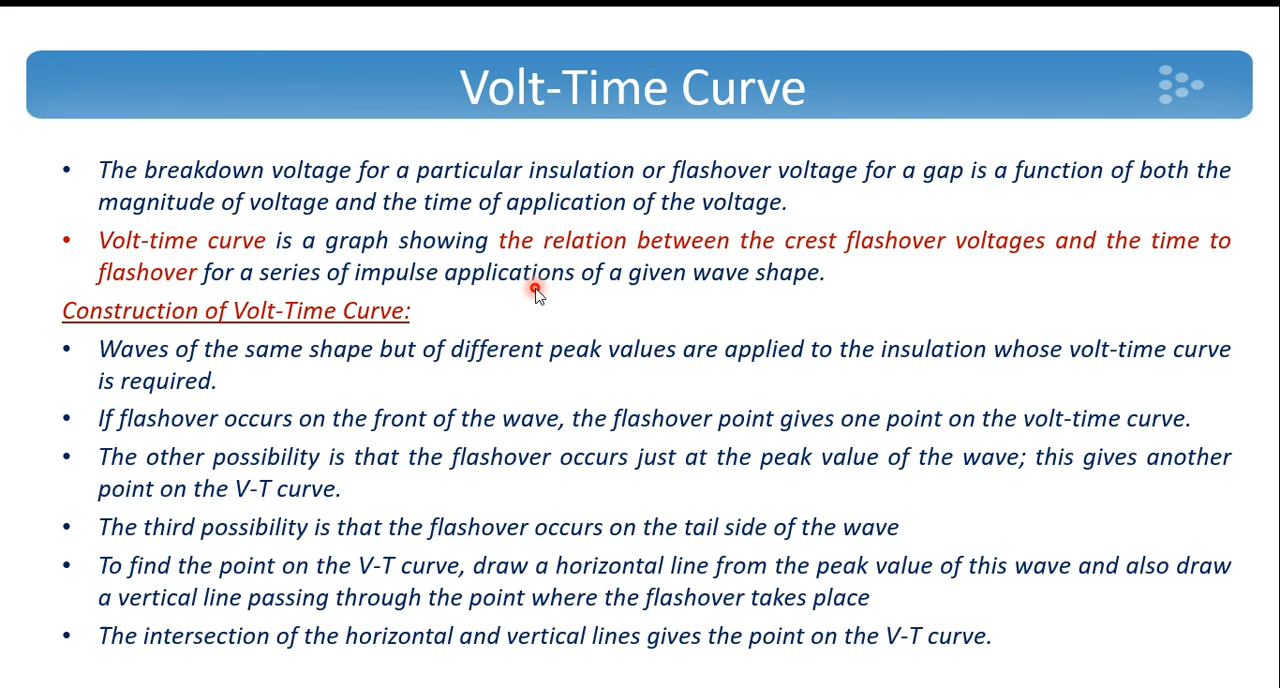 Volt-Time Curve
• The breakdown voltage for a particular insulation or flashover voltage for a gap is a function of both the
magnitude of voltage and the time of application of the voltage.
• Volt-time curve is a graph showing the relation between the crest flashover voltages and the time to
flashover for a series of impulse applications of a given wave shape.
Construction of Volt-Time Curve:
• Waves of the same shape but of different peak values are applied to the insulation whose volt-time curve
is required.
• If flashover occurs on the front of the wave, the flashover point gives one point on the volt-time curve.
• The other possibility is that the flashover occurs just at the peak value of the wave; this gives another
point on the V-T curve.
• The third possibility is that the flashover occurs on the tail side of the wave
• To find the point on the V-T curve, draw a horizontal line from the peak value of this wave and also draw
a vertical line passing through the point where the flashover takes place
• The intersection of the horizontal and vertical lines gives the point on the V-T curve.